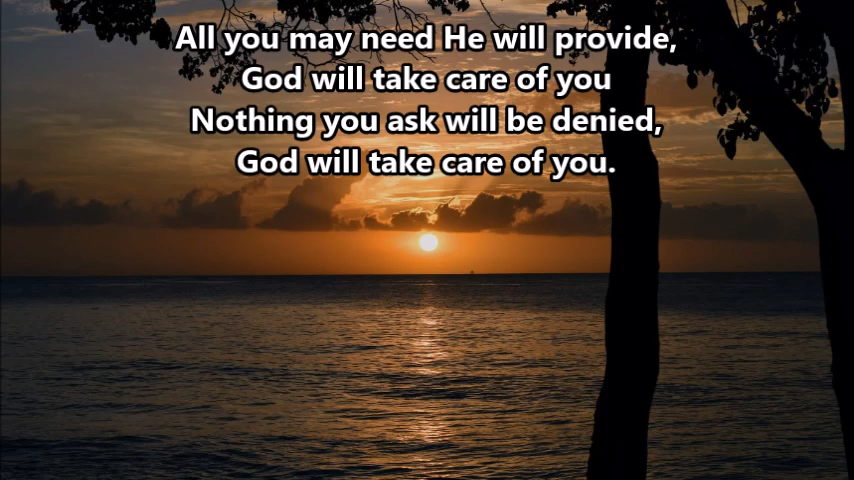 All you may need He will provide,
God will take care of you
Nothing you ask will be denied,
God will take care of you.